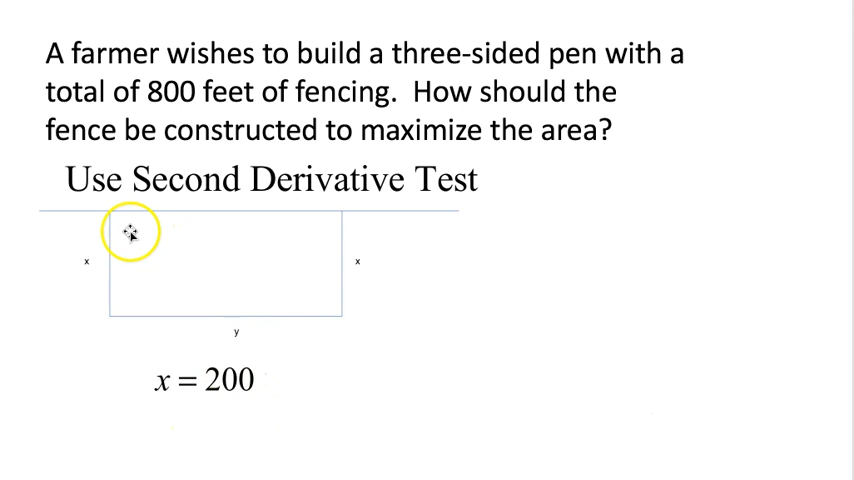 A farmer wishes to build a three-sided pen with a
total of 800 feet of fencing.  How should the
fence be constructed to maximize the area?
Use Second Derivative Test
x
x
y
x = 200